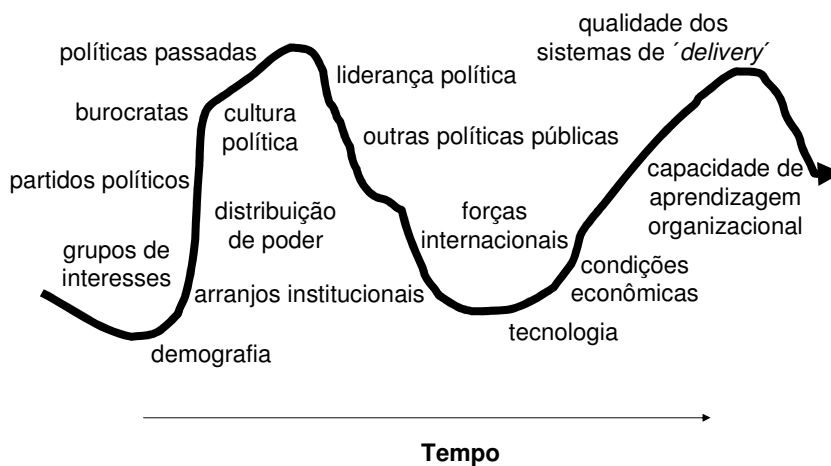 qualidade dos
sistemas de ´delivery´
políticas passadas
liderança política
burocratas
cultura
política
outras políticas públicas
partidos políticos
capacidade de
aprendizagem
organizacional
distribuição
de poder
forças
internacionais
grupos de
interesses
condições
econômicas
arranjos institucionais
tecnologia
demografia
Tempo